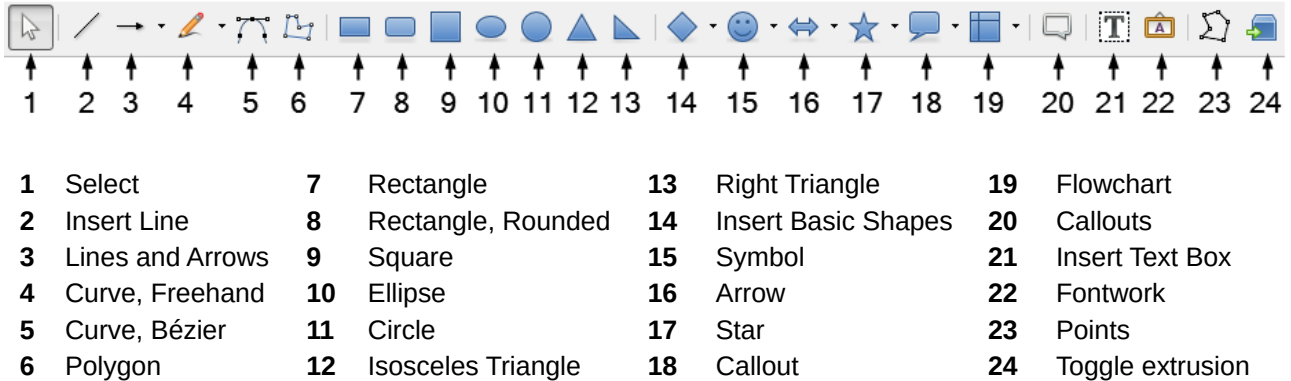 T A
1 2 3 4 5 6 7 8 9 10 11 12 13 14 15 16 17 18 19 20 21 22 23 24
1 Select 7 Rectangle 13 Right Triangle 19 Flowchart
2 Insert Line 8 Rectangle, Rounded 14 Insert Basic Shapes 20 Callouts
3 Lines and Arrows 9 Square 15 Symbol 21 Insert Text Box
4 Curve, Freehand 10 Ellipse 16 Arrow 22 Fontwork
5 Curve, Bézier 11 Circle 17 Star 23 Points
6 Polygon 12 Isosceles Triangle 18 Callout 24 Toggle extrusion